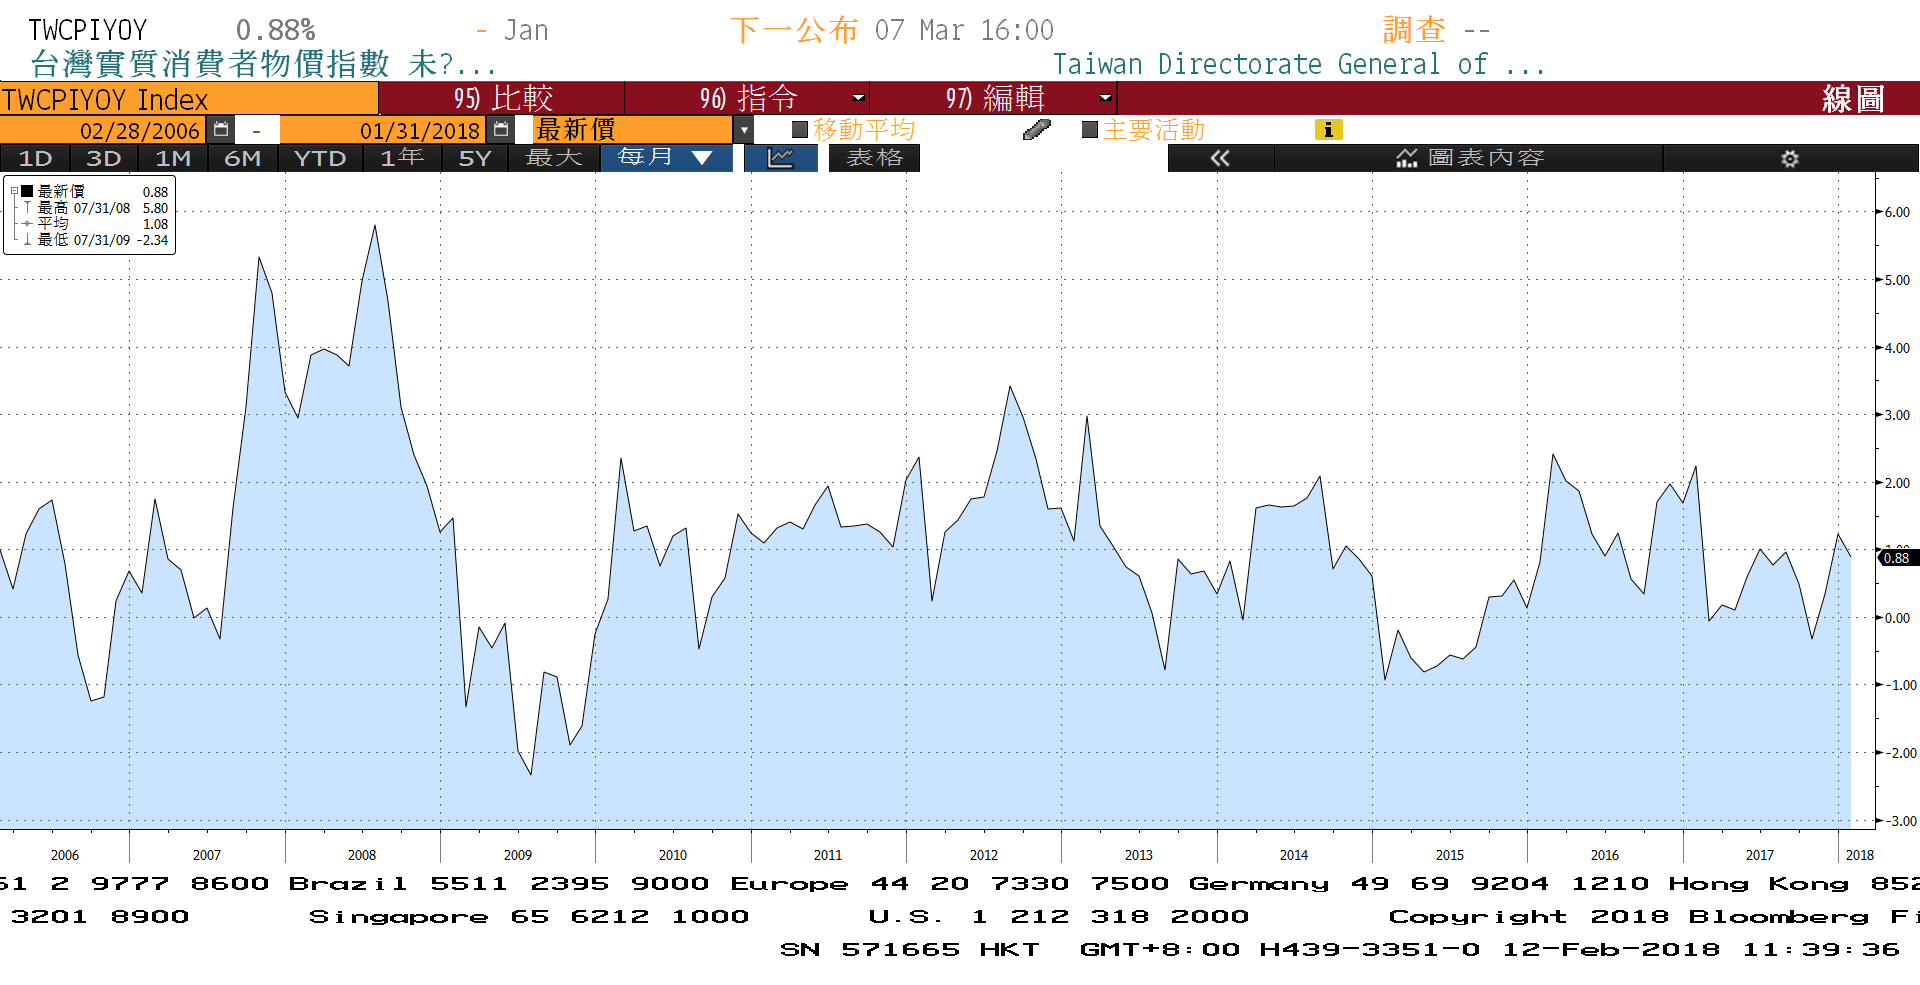 TWCPIYOY 0.88% - Jan 下一公布 07 Mar 16:00 調查 --
台灣實質消費者物價指數 未?... Taiwan Directorate General of ...
TWCPIYOY Index 95) 比較 96) 指令 97) 編輯 線圖
02/28/2006 - 01/31/2018 最新價 移動平均 主要活動
1D 3D 1M 6M YTD 1年 5Y 最大 每月 ▼ 表格 « 圖表內容
最新價 0.88
最高 07/31/08 5.80
平均 1.08
最低 07/31/09 -2.34
6.00
5.00
4.00
3.00
2.00
1.00
0.88
0.00
-1.00
-2.00
-3.00
2006 2007 2008 2009 2010 2011 2012 2013 2014 2015 2016 2017 2018
61 2 9777 8600 Brazil 5511 2395 9000 Europe 44 20 7330 7500 Germany 49 69 9204 1210 Hong Kong 852
3201 8900 Singapore 65 6212 1000 U.S. 1 212 318 2000 Copyright 2018 Bloomberg Fi
SN 571665 HKT GMT+8:00 H439-3351-0 12-Feb-2018 11:39:36